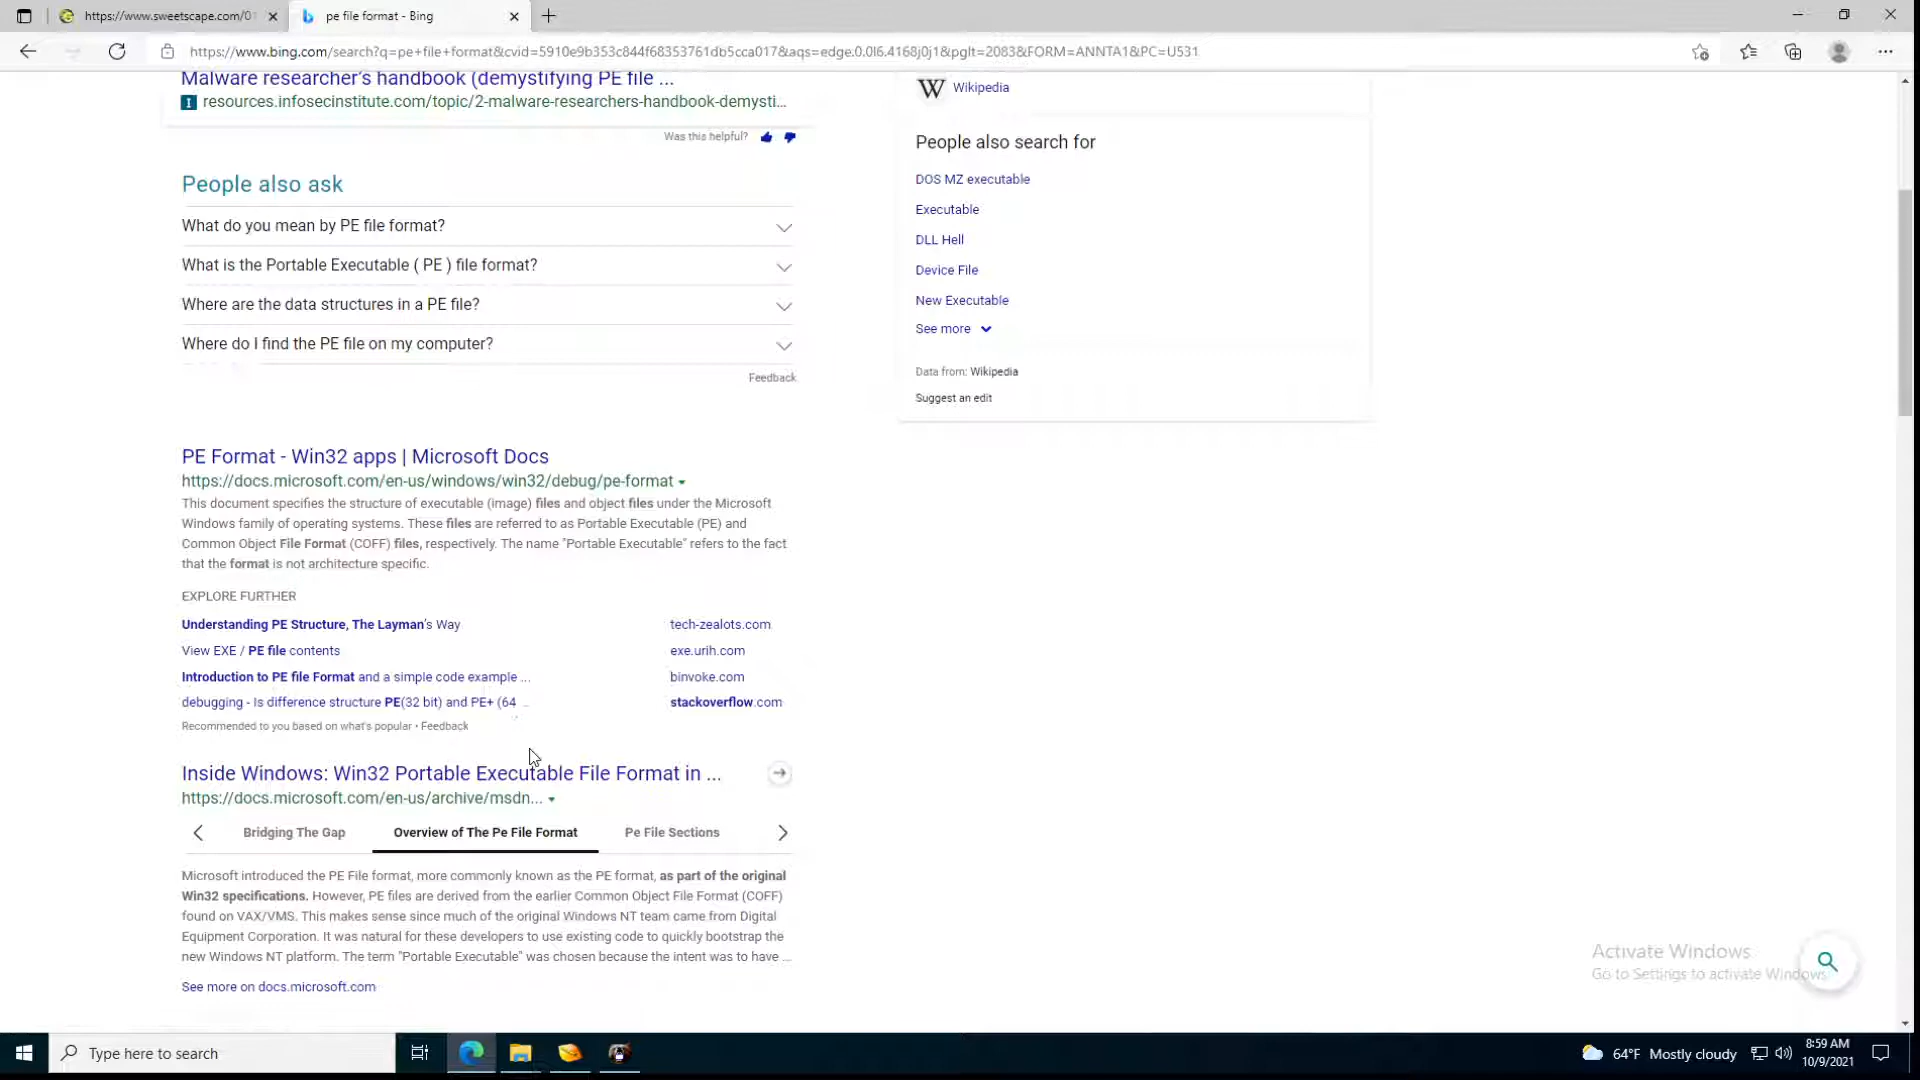 https://www.sweetscape.com/01
pe file format - Bing
https://www.bing.com/search?q=pe+file+format&cvid=5910e9b353c844f68353761db5cca017&aqs=edge.0.0l6.4168j0j1&pglt=2083&FORM=ANNTA1&PC=U531
Malware researcher's handbook (demystifying PE file ...
resources.infosecinstitute.com/topic/2-malware-researchers-handbook-demysti...
Was this helpful?
People also ask
What do you mean by PE file format?
What is the Portable Executable ( PE ) file format?
Where are the data structures in a PE file?
Where do I find the PE file on my computer?
Feedback
PE Format - Win32 apps | Microsoft Docs
https://docs.microsoft.com/en-us/windows/win32/debug/pe-format
This document specifies the structure of executable (image) files and object files under the Microsoft
Windows family of operating systems. These files are referred to as Portable Executable (PE) and
Common Object File Format (COFF) files, respectively. The name "Portable Executable" refers to the fact
that the format is not architecture specific.
EXPLORE FURTHER
Understanding PE Structure, The Layman's Way tech-zealots.com
View EXE / PE file contents exe.urih.com
Introduction to PE file Format and a simple code example ... binvoke.com
debugging - Is difference structure PE(32 bit) and PE+ (64 ... stackoverflow.com
Recommended to you based on what's popular • Feedback
Inside Windows: Win32 Portable Executable File Format in ...
https://docs.microsoft.com/en-us/archive/msdn...
Bridging The Gap Overview of The Pe File Format Pe File Sections
Microsoft introduced the PE File format, more commonly known as the PE format, as part of the original
Win32 specifications. However, PE files are derived from the earlier Common Object File Format (COFF)
found on VAX/VMS. This makes sense since much of the original Windows NT team came from Digital
Equipment Corporation. It was natural for these developers to use existing code to quickly bootstrap the
new Windows NT platform. The term "Portable Executable" was chosen because the intent was to have ...
See more on docs.microsoft.com
W Wikipedia
People also search for
DOS MZ executable
Executable
DLL Hell
Device File
New Executable
See more
Data from: Wikipedia
Suggest an edit
Activate Windows
Go to Settings to activate Windows.
Type here to search
64°F Mostly cloudy
8:59 AM
10/9/2021